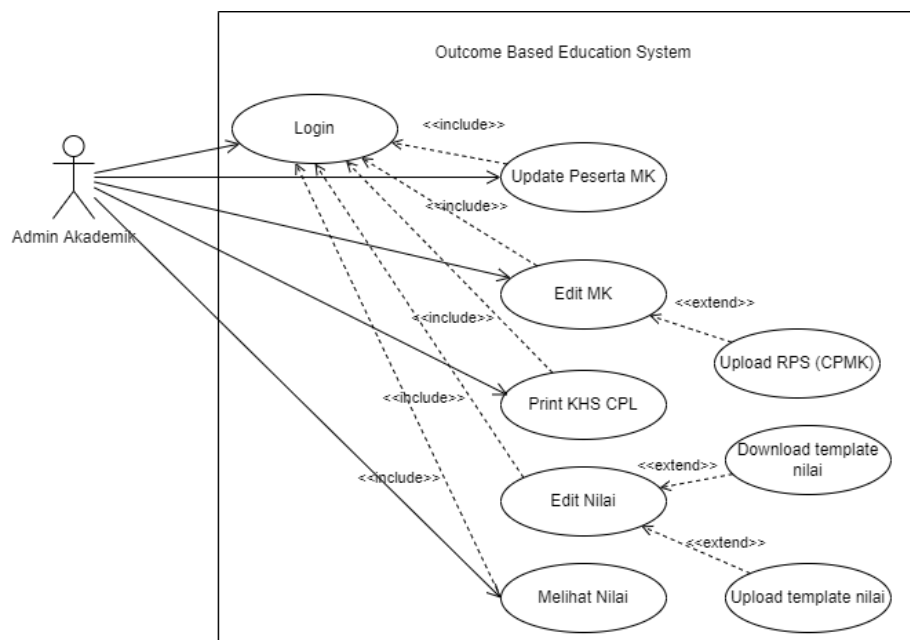 Outcome Based Education System
Login
<<include>>
Update Peserta MK
Admin Akademik
<<include>>
Edit MK
<<extend>>
<<include>>
Upload RPS (CPMK)
<<include>>
Print KHS CPL
Download template
nilai
<<extend>>
<<include>>
Edit Nilai
<<extend>>
Melihat Nilai
Upload template nilai